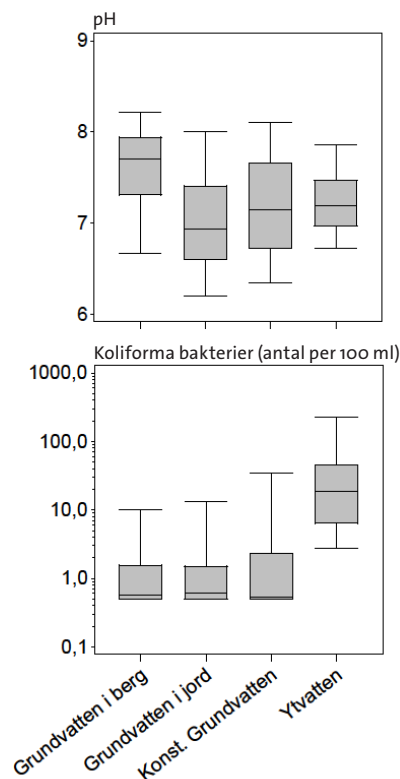 pH
9
8
7
6
Koliforma bakterier (antal per 100 ml)
1000,0
100,0
10,0
1,0
0,1
Grundvatten i berg
Grundvatten i jord
Konst. Grundvatten
Ytvatten